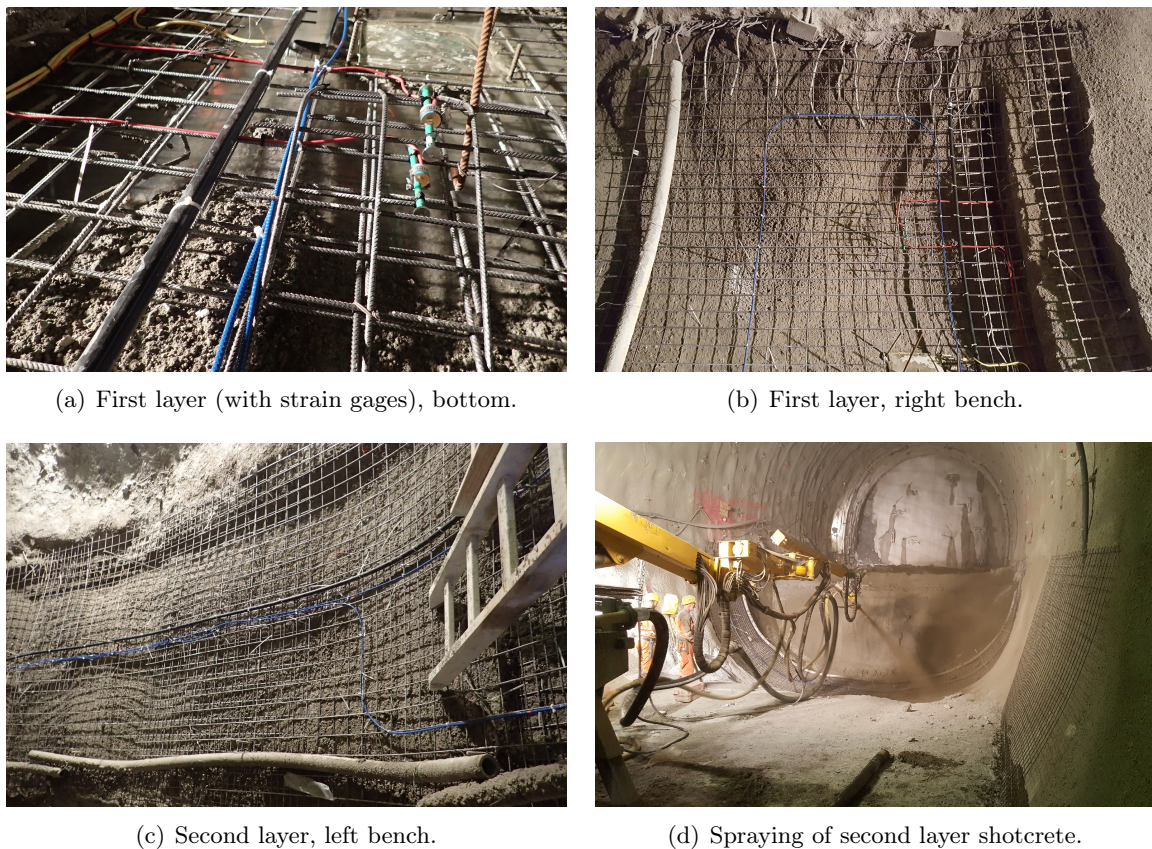 (a) First layer (with strain gages), bottom.
(b) First layer, right bench.
(c) Second layer, left bench.
(d) Spraying of second layer shotcrete.